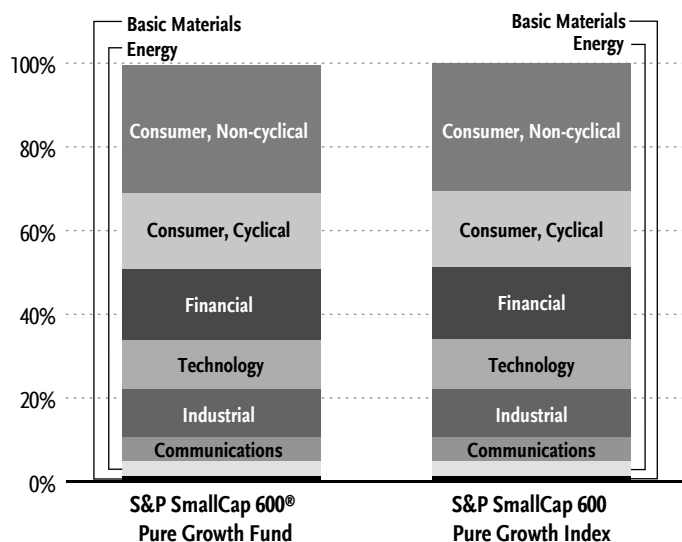 Basic Materials
Energy
Basic Materials
Energy
100%
80%
60%
40%
20%
0%
Consumer, Non-cyclical
Consumer, Cyclical
Financial
Technology
Industrial
Communications
Consumer, Non-cyclical
Consumer, Cyclical
Financial
Technology
Industrial
Communications
S&P SmallCap 600®
Pure Growth Fund
S&P SmallCap 600
Pure Growth Index